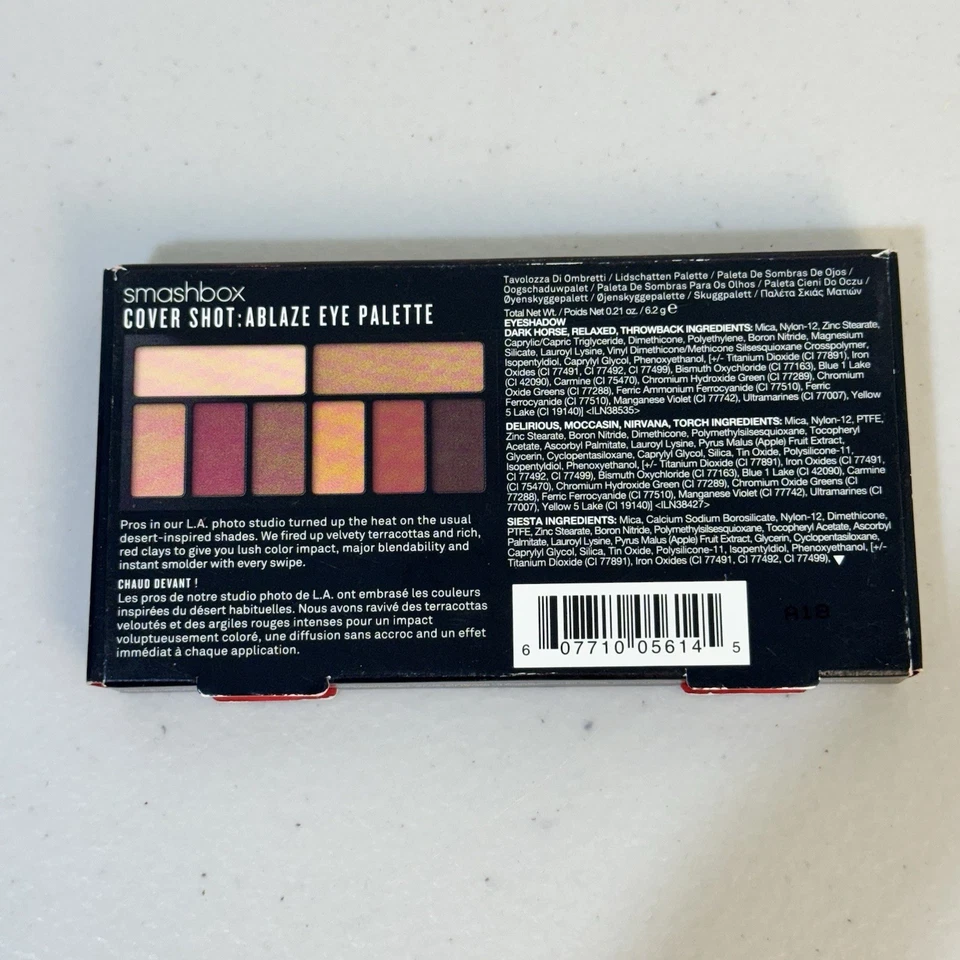 smashbox
COVER SHOT:ABLAZE EYE PALETTE
Pros in our L.A. photo studio turned up the heat on the usual
desert-inspired shades. We fired up velvety terracottas and rich,
red clays to give you lush color impact, major blendability and
instant smolder with every swipe.
CHAUD DEVANT !
Les pros de notre studio photo de L.A. ont embrasé les couleurs
inspirées du désert habituelles. Nous avons ravivé des terracottas
veloutés et des argiles rouges intenses pour un impact
voluptueusement coloré, une diffusion sans accroc and un effet
immédiat à chaque application.
Tavolozza Di Ombretti / Lidschatten Palette / Paleta De Sombras De Ojos /
Oogschaduwpalet / Paleta De Sombras Para Os Olhos / Paleta Cieni Do Oczu /
Øyenskyggepalett / Øjenskyggepalette / Skuggpalett / Παλέτα Σκιάς Ματιών
Total Net Wt. / Poids Net 0.21 oz. / 6.2 g ℮
EYESHADOW
DARK HORSE, RELAXED, THROWBACK INGREDIENTS: Mica, Nylon-12, Zinc Stearate,
Caprylic/Capric Triglyceride, Dimethicone, Polyethylene, Boron Nitride, Magnesium
Silicate, Lauroyl Lysine, Vinyl Dimethicone/Methicone Silsesquioxane Crosspolymer,
Isopentyldiol, Caprylyl Glycol, Phenoxyethanol, [+/- Titanium Dioxide (CI 77891), Iron
Oxides (CI 77491, CI 77492, CI 77499), Bismuth Oxychloride (CI 77163), Blue 1 Lake
(CI 42090), Carmine (CI 75470), Chromium Hydroxide Green (CI 77289), Chromium
Oxide Greens (CI 77288), Ferric Ammonium Ferrocyanide (CI 77510), Ferric
Ferrocyanide (CI 77510), Manganese Violet (CI 77742), Ultramarines (CI 77007), Yellow
5 Lake (CI 19140)] <ILN38535>
DELIRIOUS, MOCCASIN, NIRVANA, TORCH INGREDIENTS: Mica, Nylon-12, PTFE,
Zinc Stearate, Boron Nitride, Dimethicone, Polymethylsilsesquioxane, Tocopheryl
Acetate, Ascorbyl Palmitate, Lauroyl Lysine, Pyrus Malus (Apple) Fruit Extract,
Glycerin, Cyclopentasiloxane, Caprylyl Glycol, Silica, Tin Oxide, Polysilicone-11,
Isopentyldiol, Phenoxyethanol, [+/- Titanium Dioxide (CI 77891), Iron Oxides (CI 77491,
CI 77492, CI 77499), Bismuth Oxychloride (CI 77163), Blue 1 Lake (CI 42090), Carmine
(CI 75470), Chromium Hydroxide Green (CI 77289), Chromium Oxide Greens (CI
77288), Ferric Ferrocyanide (CI 77510), Manganese Violet (CI 77742), Ultramarines (CI
77007), Yellow 5 Lake (CI 19140)] <ILN38427>
SIESTA INGREDIENTS: Mica, Calcium Sodium Borosilicate, Nylon-12, Dimethicone,
PTFE, Zinc Stearate, Boron Nitride, Polymethylsilsesquioxane, Tocopheryl Acetate, Ascorbyl
Palmitate, Lauroyl Lysine, Pyrus Malus (Apple) Fruit Extract, Glycerin, Cyclopentasiloxane,
Caprylyl Glycol, Silica, Tin Oxide, Polysilicone-11, Isopentyldiol, Phenoxyethanol, [+/-
Titanium Dioxide (CI 77891), Iron Oxides (CI 77491, CI 77492, CI 77499), ▼
A18
6 07710 05614 5